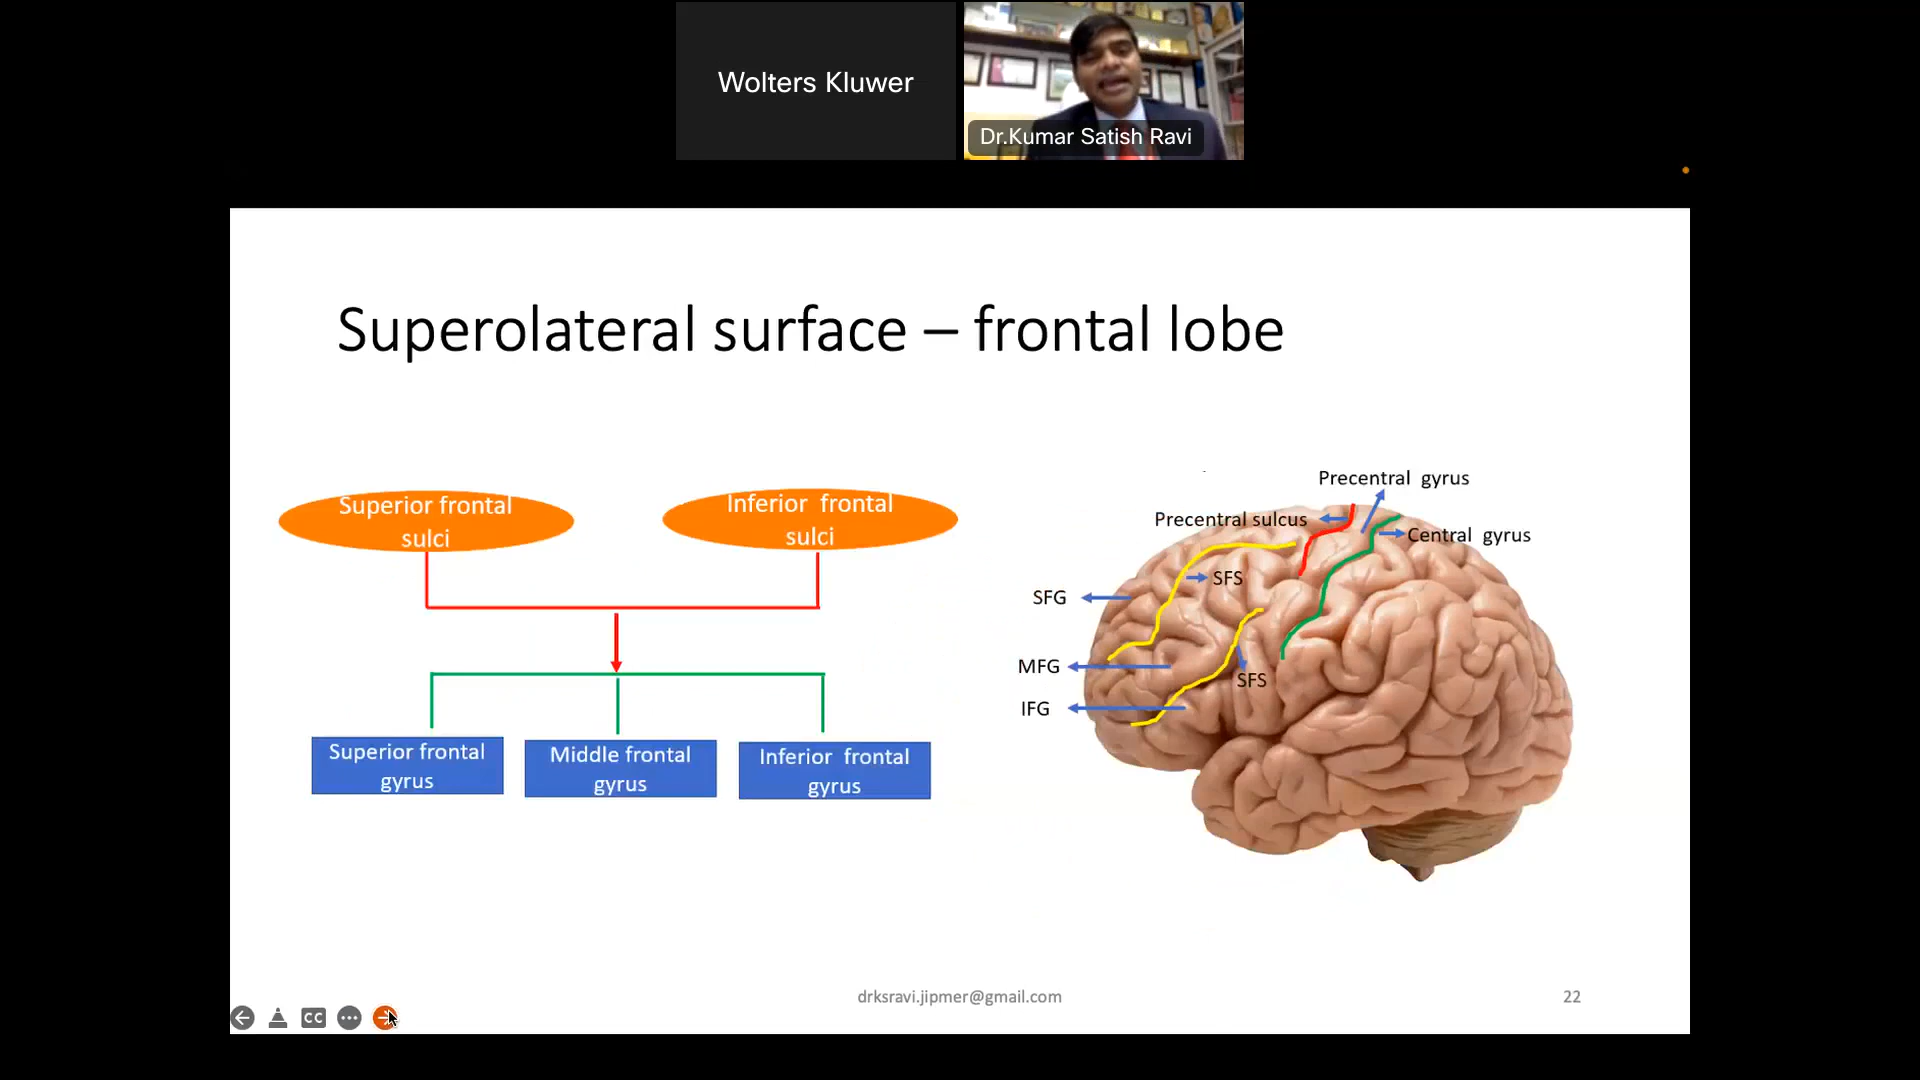 Wolters Kluwer
Dr.Kumar Satish Ravi
Superolateral surface – frontal lobe
Superior frontal
sulci
Inferior frontal
sulci
Superior frontal
gyrus
Middle frontal
gyrus
Inferior frontal
gyrus
Precentral gyrus
Precentral sulcus
Central gyrus
SFS
SFG
MFG
SFS
IFG
drksravi.jipmer@gmail.com
22
CC